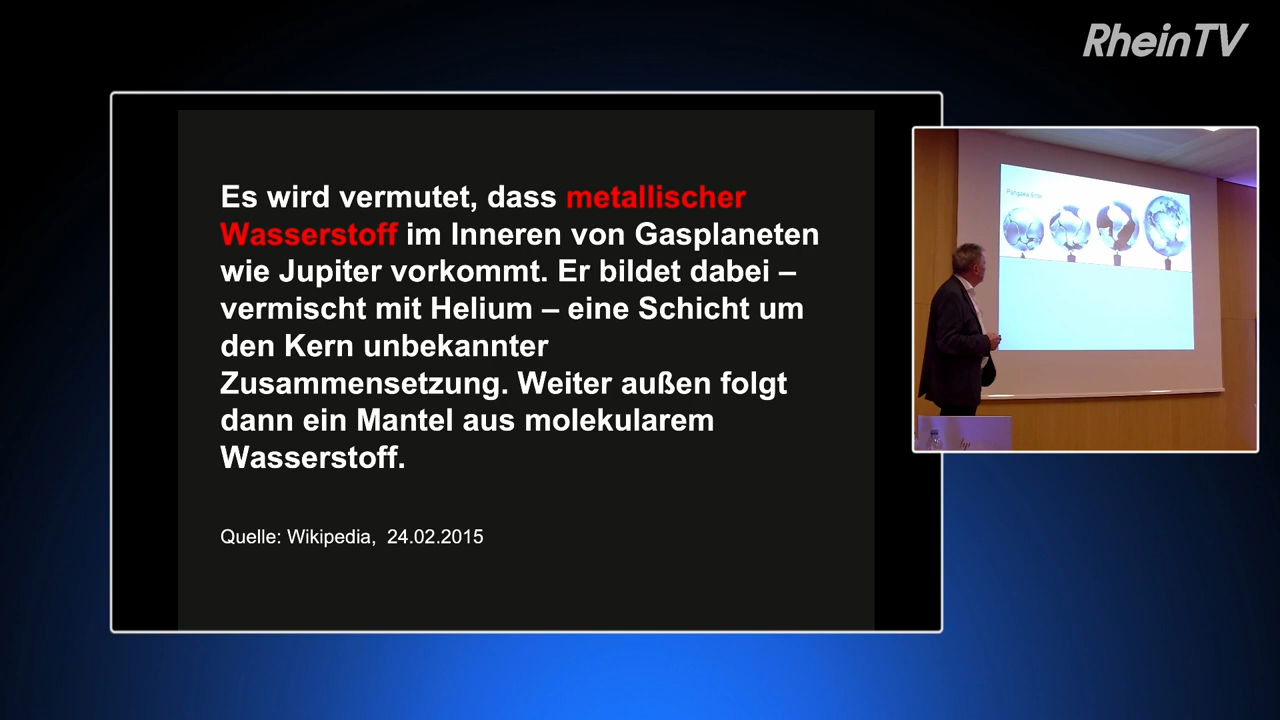 RheinTV
Es wird vermutet, dass metallischer
Wasserstoff im Inneren von Gasplaneten
wie Jupiter vorkommt. Er bildet dabei –
vermischt mit Helium – eine Schicht um
den Kern unbekannter
Zusammensetzung. Weiter außen folgt
dann ein Mantel aus molekularem
Wasserstoff.
Quelle: Wikipedia, 24.02.2015